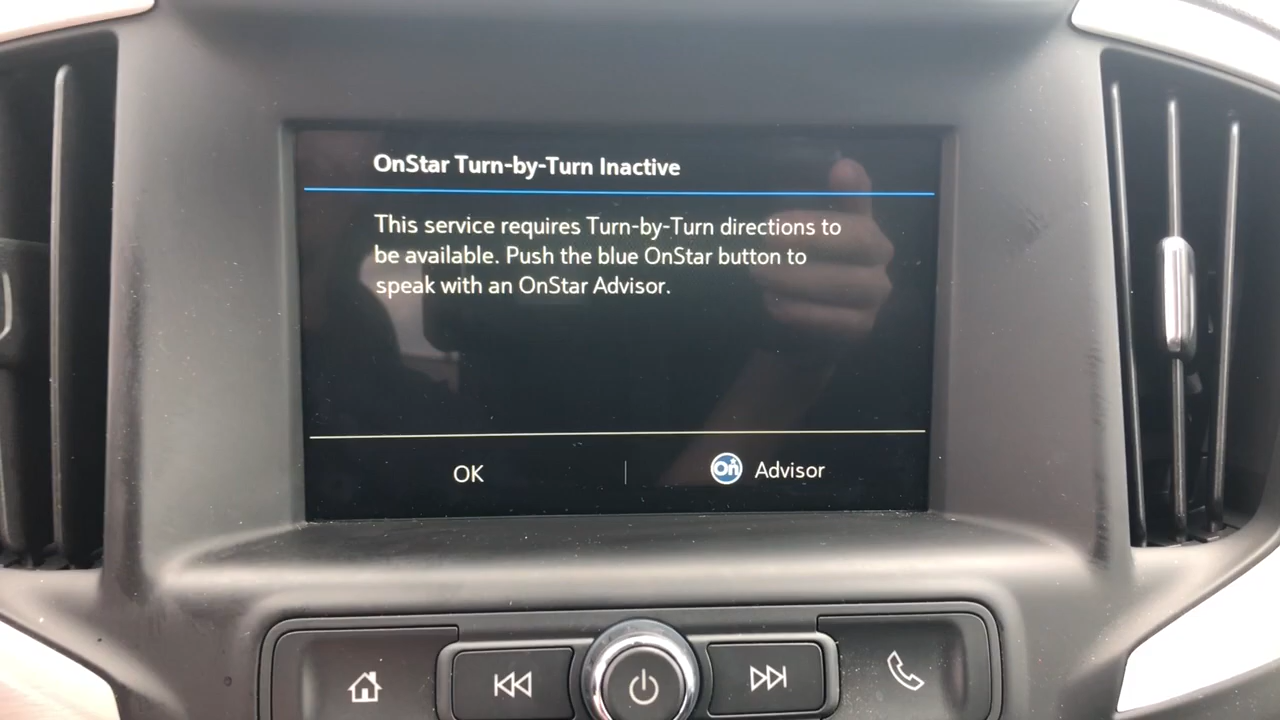 OnStar Turn-by-Turn Inactive
This service requires Turn-by-Turn directions to
be available. Push the blue OnStar button to
speak with an OnStar Advisor.
OK
On Advisor